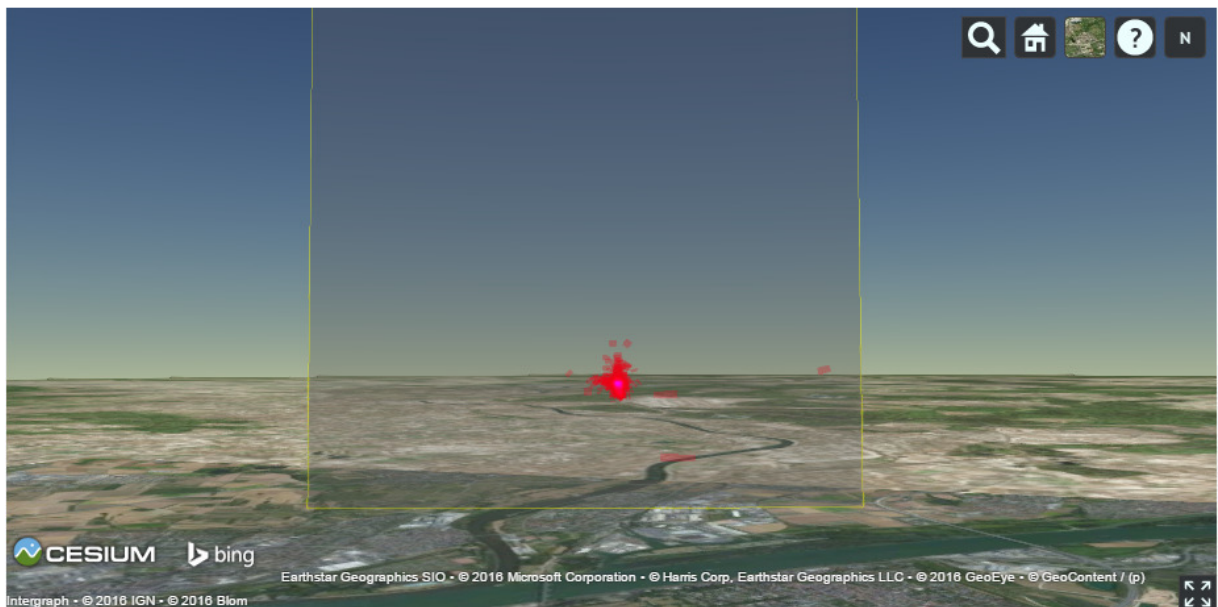 ?
N
CESIUM
bing
Earthstar Geographics SIO • © 2016 Microsoft Corporation • © Harris Corp, Earthstar Geographics LLC • © 2016 GeoEye • © GeoContent / (p)
Intergraph • © 2016 IGN • © 2016 Blom